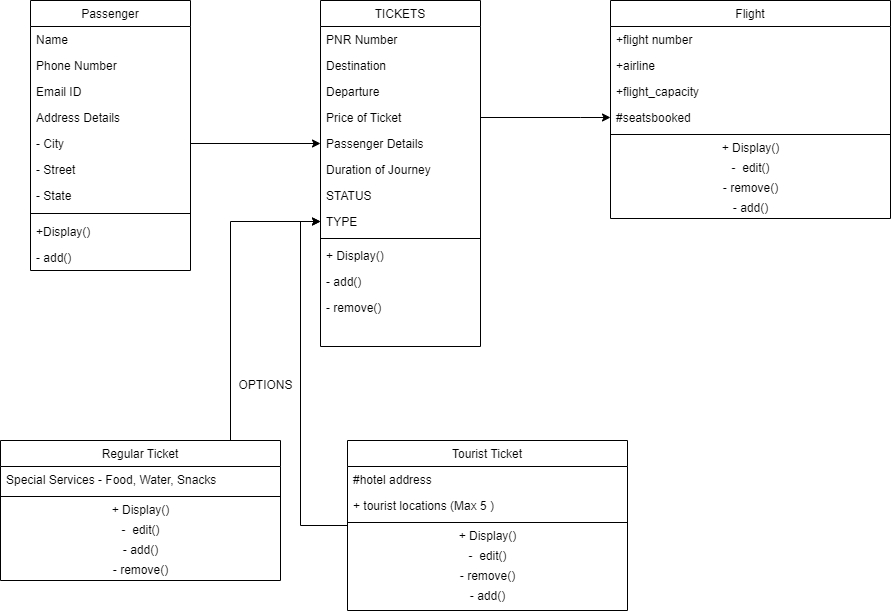 Passenger
Name
Phone Number
Email ID
Address Details
- City
- Street
- State
+Display()
- add()
TICKETS
PNR Number
Destination
Departure
Price of Ticket
Passenger Details
Duration of Journey
STATUS
TYPE
+ Display()
- add()
- remove()
Flight
+flight number
+airline
+flight_capacity
#seatsbooked
+ Display()
- edit()
- remove()
- add()
OPTIONS
Regular Ticket
Special Services - Food, Water, Snacks
+ Display()
- edit()
- add()
- remove()
Tourist Ticket
#hotel address
+ tourist locations (Max 5 )
+ Display()
- edit()
- remove()
- add()